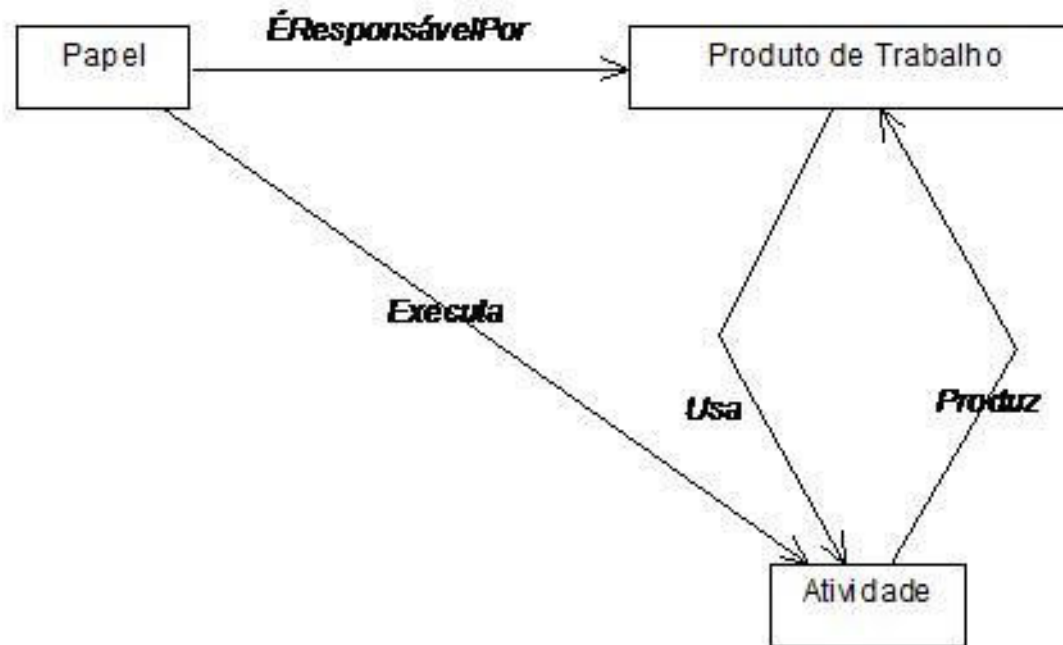 ÉResponsávelPor
Papel
Produto de Trabalho
Executa
Usa
Produz
Atividade